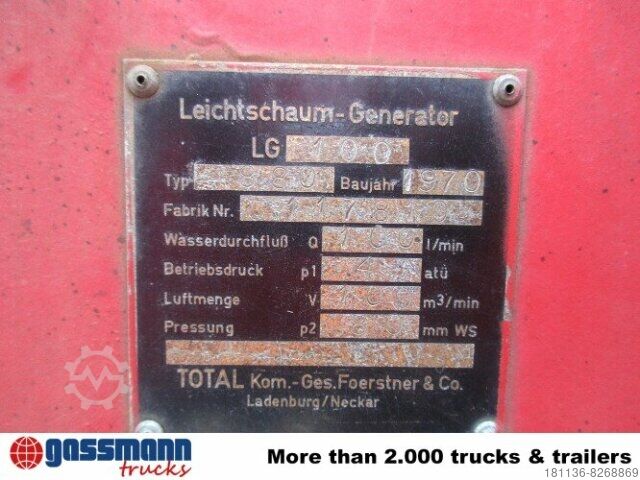 Leichtschaum-Generator
LG 100
Typ Baujahr 1970
Fabrik Nr.
Wasserdurchfluß Q l/min
Betriebsdruck p1 atü
Luftmenge V m³/min
Pressung p2 mm WS
TOTAL Kom.-Ges. Foerstner & Co.
Ladenburg/Neckar
gassmann
trucks
More than 2.000 trucks & trailers
181136-8268869